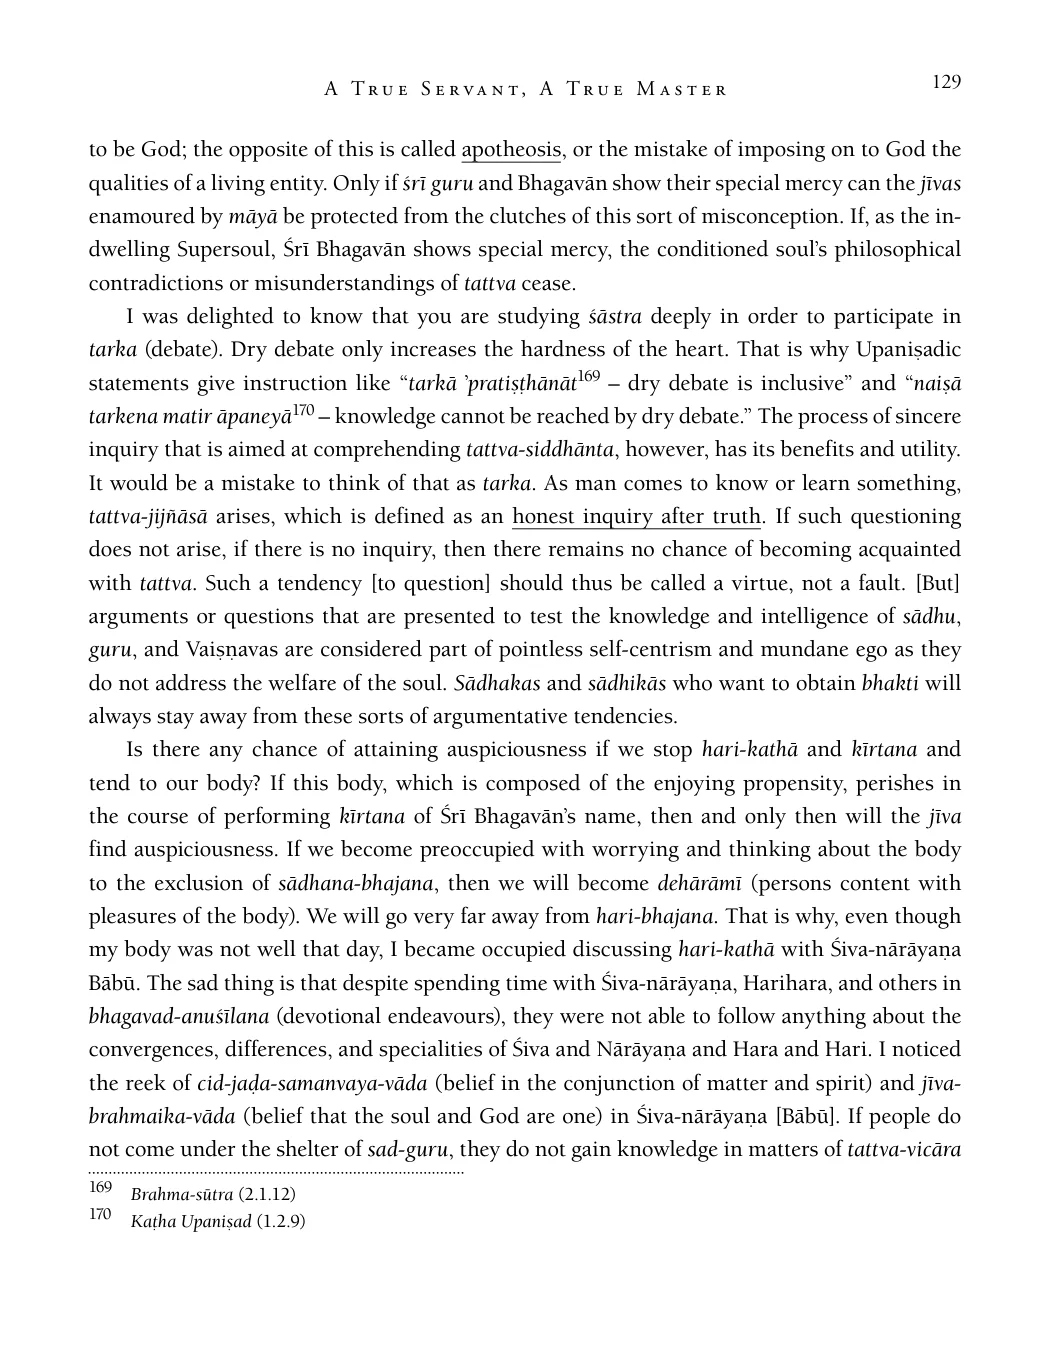 A True Servant, A True Master
129
to be God; the opposite of this is called apotheosis, or the mistake of imposing on to God the
qualities of a living entity. Only if śrī guru and Bhagavān show their special mercy can the jīvas
enamoured by māyā be protected from the clutches of this sort of misconception. If, as the in-
dwelling Supersoul, Śrī Bhagavān shows special mercy, the conditioned soul’s philosophical
contradictions or misunderstandings of tattva cease.
I was delighted to know that you are studying śāstra deeply in order to participate in
tarka (debate). Dry debate only increases the hardness of the heart. That is why Upaniṣadic
statements give instruction like “tarkā ’pratiṣṭhānāt169 – dry debate is inclusive” and “naiṣā
tarkena matir āpaneyā170 – knowledge cannot be reached by dry debate.” The process of sincere
inquiry that is aimed at comprehending tattva-siddhānta, however, has its benefits and utility.
It would be a mistake to think of that as tarka. As man comes to know or learn something,
tattva-jijñāsā arises, which is defined as an honest inquiry after truth. If such questioning
does not arise, if there is no inquiry, then there remains no chance of becoming acquainted
with tattva. Such a tendency [to question] should thus be called a virtue, not a fault. [But]
arguments or questions that are presented to test the knowledge and intelligence of sādhu,
guru, and Vaiṣṇavas are considered part of pointless self-centrism and mundane ego as they
do not address the welfare of the soul. Sādhakas and sādhikās who want to obtain bhakti will
always stay away from these sorts of argumentative tendencies.
Is there any chance of attaining auspiciousness if we stop hari-kathā and kīrtana and
tend to our body? If this body, which is composed of the enjoying propensity, perishes in
the course of performing kīrtana of Śrī Bhagavān’s name, then and only then will the jīva
find auspiciousness. If we become preoccupied with worrying and thinking about the body
to the exclusion of sādhana-bhajana, then we will become dehārāmī (persons content with
pleasures of the body). We will go very far away from hari-bhajana. That is why, even though
my body was not well that day, I became occupied discussing hari-kathā with Śiva-nārāyaṇa
Bābū. The sad thing is that despite spending time with Śiva-nārāyaṇa, Harihara, and others in
bhagavad-anuśīlana (devotional endeavours), they were not able to follow anything about the
convergences, differences, and specialities of Śiva and Nārāyaṇa and Hara and Hari. I noticed
the reek of cid-jaḍa-samanvaya-vāda (belief in the conjunction of matter and spirit) and jīva-
brahmaika-vāda (belief that the soul and God are one) in Śiva-nārāyaṇa [Bābū]. If people do
not come under the shelter of sad-guru, they do not gain knowledge in matters of tattva-vicāra
169 Brahma-sūtra (2.1.12)
170 Kaṭha Upaniṣad (1.2.9)